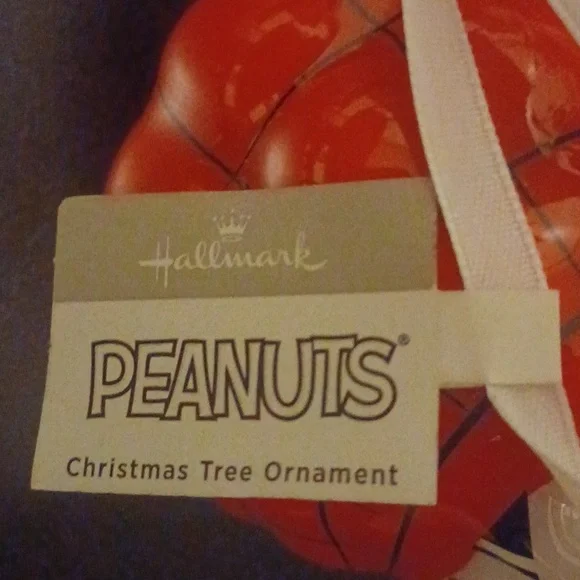 Hallmark
PEANUTS®
Christmas Tree Ornament